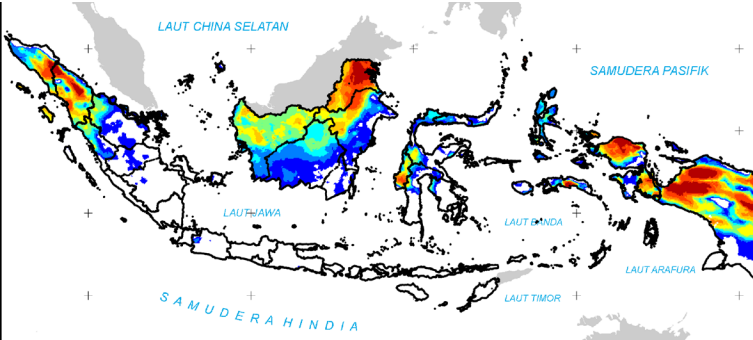 LAUT CHINA SELATAN
SAMUDERA PASIFIK
LAUT JAWA
LAUT BANDA
LAUT ARAFURA
LAUT TIMOR
SAMUDERA HINDIA